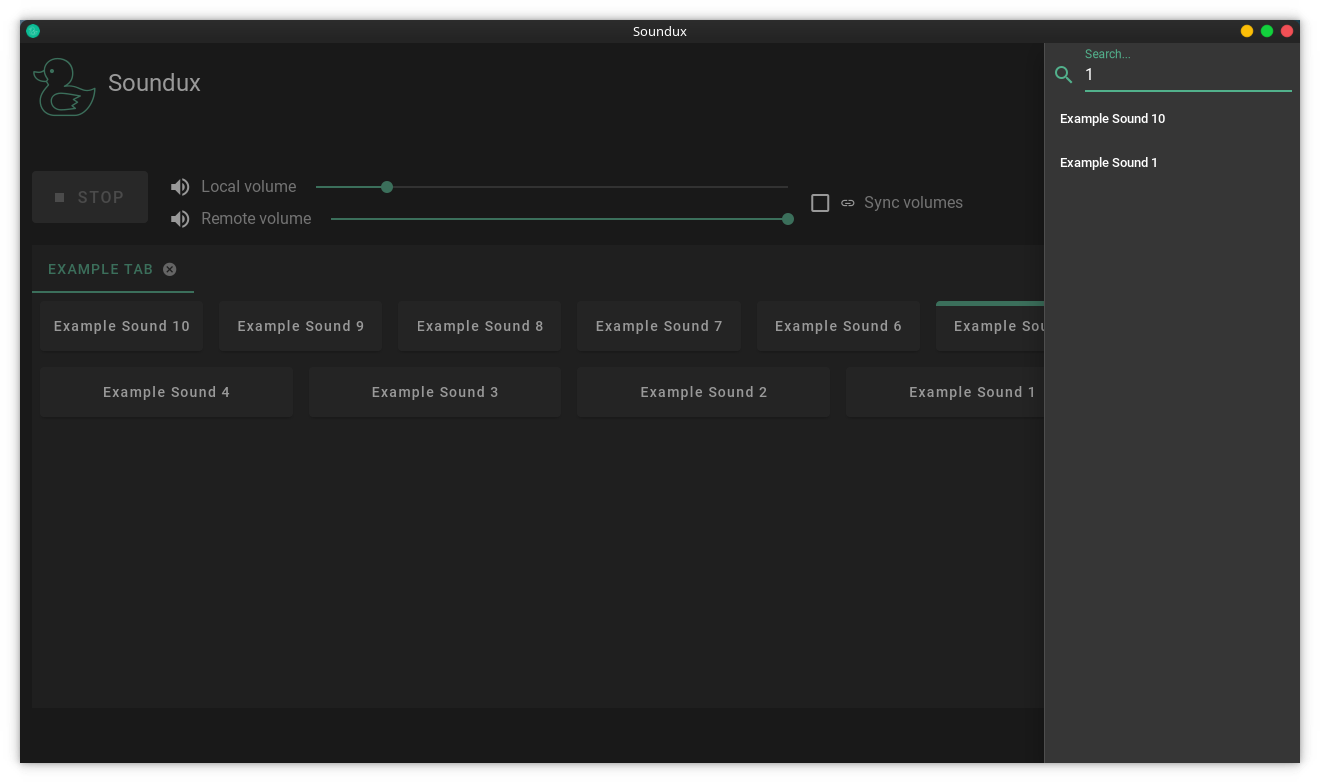 Soundux
Soundux
Search...
1
Example Sound 10
Example Sound 1
STOP
Local volume
Remote volume
Sync volumes
EXAMPLE TAB
Example Sound 10
Example Sound 9
Example Sound 8
Example Sound 7
Example Sound 6
Example Sou
Example Sound 4
Example Sound 3
Example Sound 2
Example Sound 1